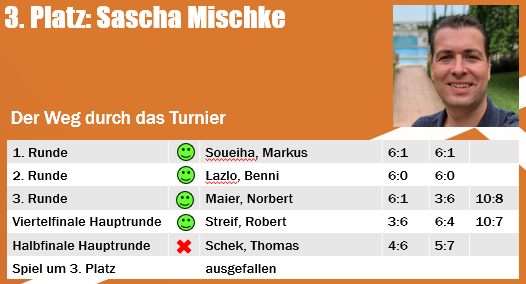 3. Platz: Sascha Mischke
Der Weg durch das Turnier
1. Runde Soueiha, Markus 6:1 6:1
2. Runde Lazlo, Benni 6:0 6:0
3. Runde Maier, Norbert 6:1 3:6 10:8
Viertelfinale Hauptrunde Streif, Robert 3:6 6:4 10:7
Halbfinale Hauptrunde Schek, Thomas 4:6 5:7
Spiel um 3. Platz ausgefallen